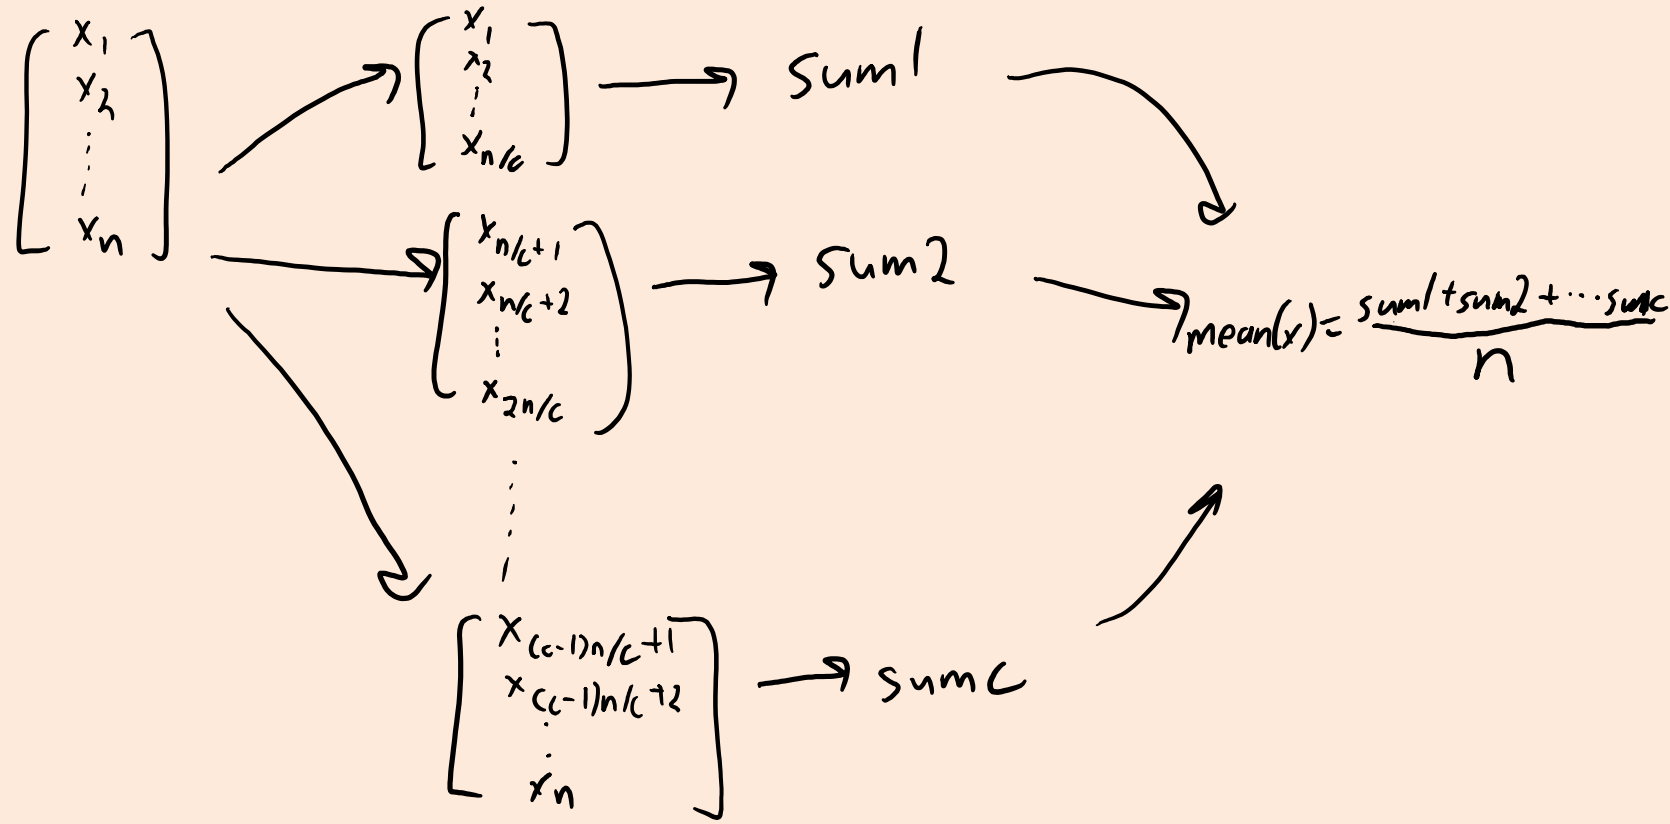 x1
x2
xn
x1
x2
xn/c
sum1
xn/c+1
xn/c+2
x2n/c
sum2
mean(x) = sum1+sum2+...sumc
n
x(c-1)n/c+1
x(c-1)n/c+2
xn
sumc